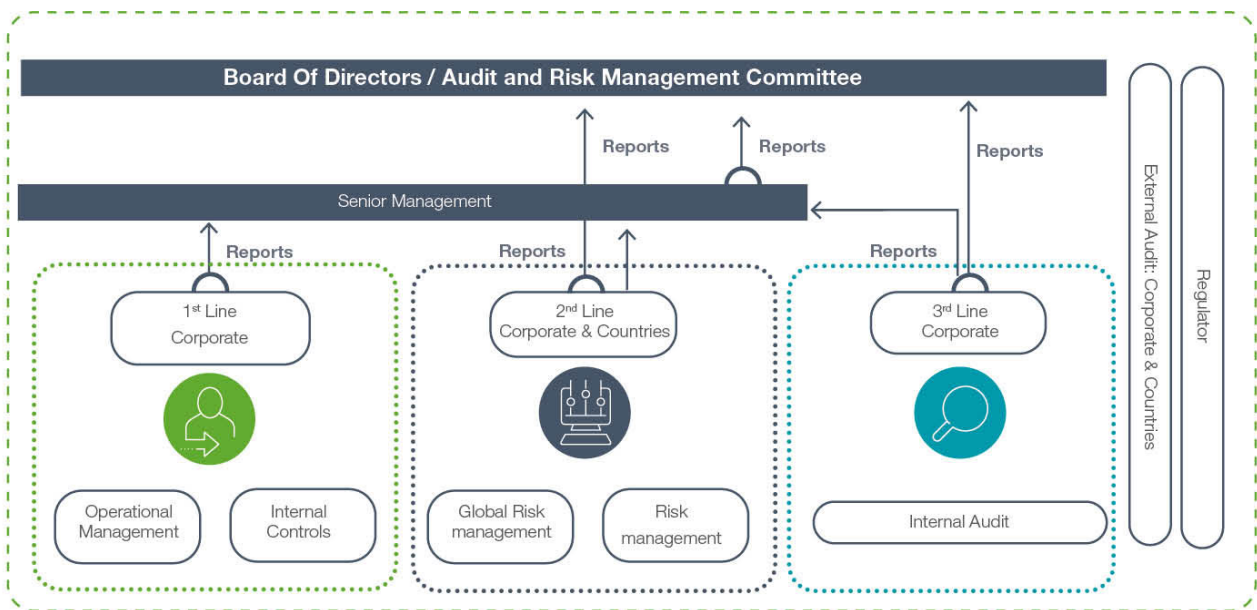 Board Of Directors / Audit and Risk Management Committee
Reports
Reports
Reports
Senior Management
Reports
Reports
Reports
1st Line
Corporate
2nd Line
Corporate & Countries
3rd Line
Corporate
Operational
Management
Internal
Controls
Global Risk
management
Risk
management
Internal Audit
External Audit: Corporate & Countries
Regulator